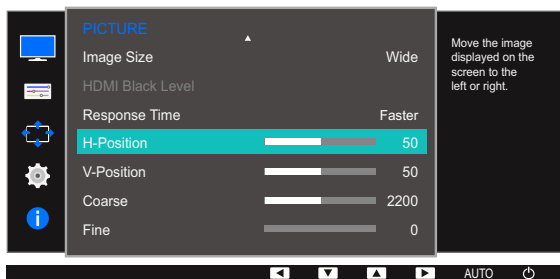 PICTURE
Image Size Wide
HDMI Black Level
Response Time Faster
H-Position 50
V-Position 50
Coarse 2200
Fine 0
Move the image
displayed on the
screen to the
left or right.
AUTO